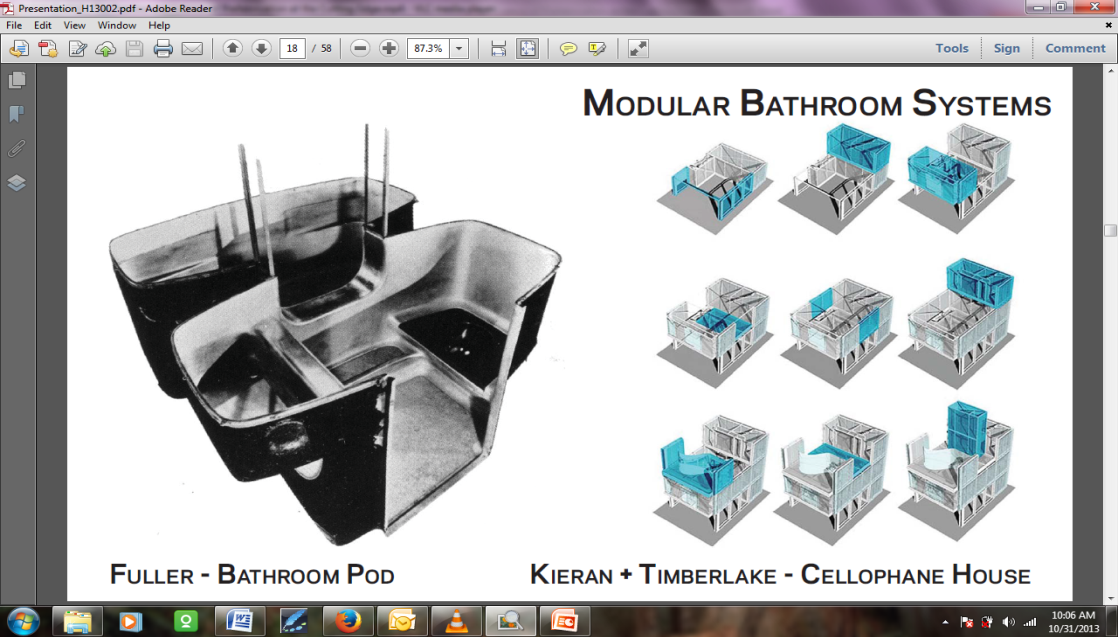 Presentation_H13002.pdf - Adobe Reader
File Edit View Window Help
18 / 58 87.3% Tools Sign Comment
MODULAR BATHROOM SYSTEMS
FULLER - BATHROOM POD
KIERAN + TIMBERLAKE - CELLOPHANE HOUSE
10:06 AM
10/31/2013